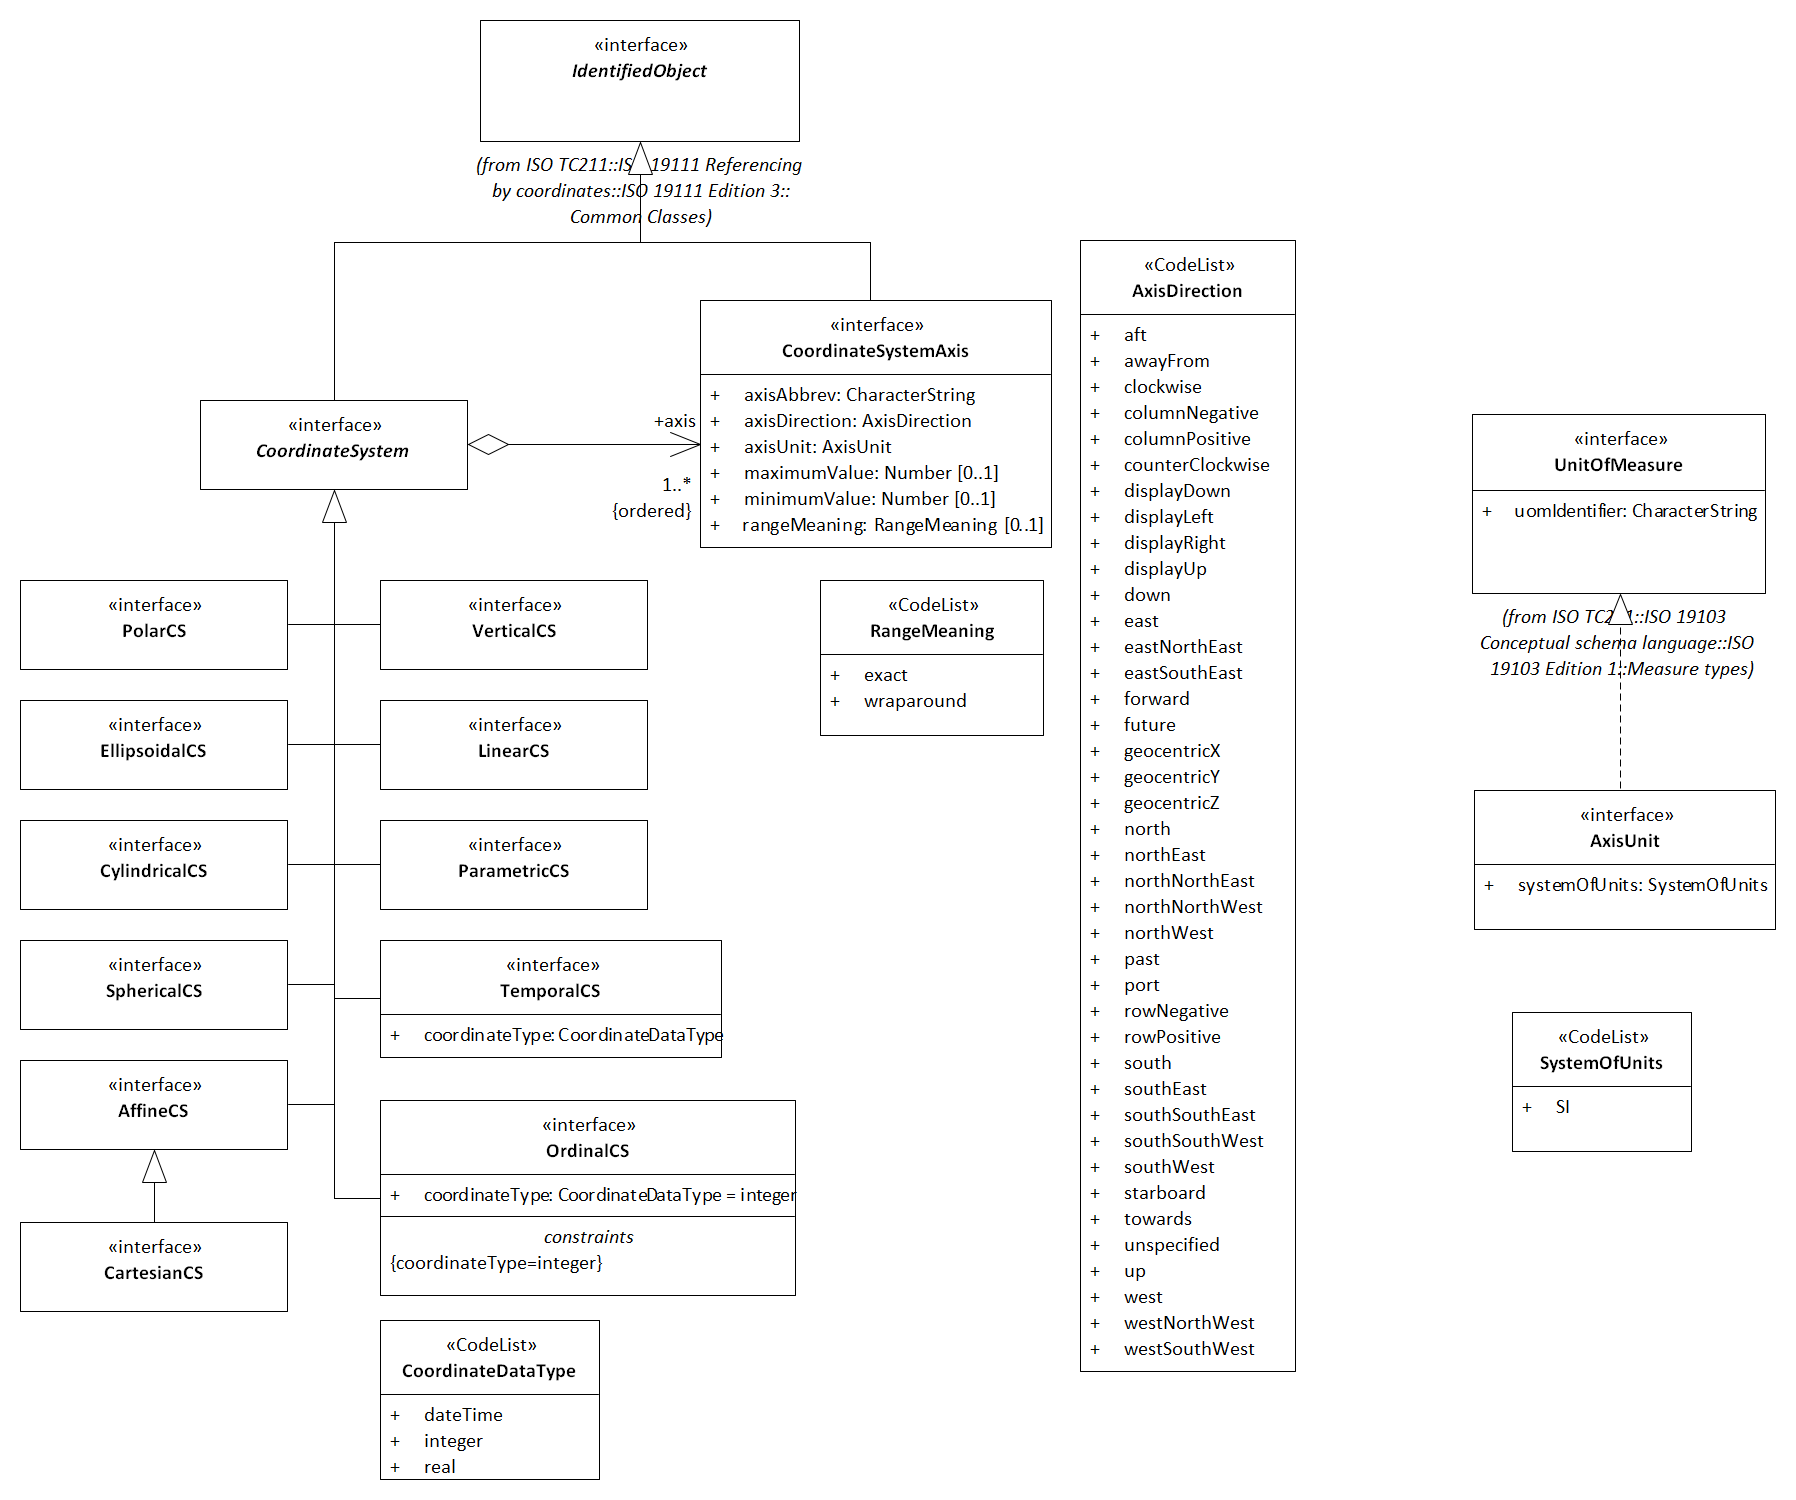 «interface»
IdentifiedObject
(from ISO TC211::ISO 19111 Referencing
by coordinates::ISO 19111 Edition 3::
Common Classes)
«interface»
CoordinateSystem
+axis
1..*
{ordered}
«interface»
CoordinateSystemAxis
+ axisAbbrev: CharacterString
+ axisDirection: AxisDirection
+ axisUnit: AxisUnit
+ maximumValue: Number [0..1]
+ minimumValue: Number [0..1]
+ rangeMeaning: RangeMeaning [0..1]
«interface»
PolarCS
«interface»
VerticalCS
«interface»
EllipsoidalCS
«interface»
LinearCS
«interface»
CylindricalCS
«interface»
ParametricCS
«interface»
SphericalCS
«interface»
TemporalCS
+ coordinateType: CoordinateDataType
«interface»
AffineCS
«interface»
OrdinalCS
+ coordinateType: CoordinateDataType = integer
constraints
{coordinateType=integer}
«interface»
CartesianCS
«CodeList»
CoordinateDataType
+ dateTime
+ integer
+ real
«CodeList»
RangeMeaning
+ exact
+ wraparound
«CodeList»
AxisDirection
+ aft
+ awayFrom
+ clockwise
+ columnNegative
+ columnPositive
+ counterClockwise
+ displayDown
+ displayLeft
+ displayRight
+ displayUp
+ down
+ east
+ eastNorthEast
+ eastSouthEast
+ forward
+ future
+ geocentricX
+ geocentricY
+ geocentricZ
+ north
+ northEast
+ northNorthEast
+ northNorthWest
+ northWest
+ past
+ port
+ rowNegative
+ rowPositive
+ south
+ southEast
+ southSouthEast
+ southSouthWest
+ southWest
+ starboard
+ towards
+ unspecified
+ up
+ west
+ westNorthWest
+ westSouthWest
«interface»
UnitOfMeasure
+ uomIdentifier: CharacterString
(from ISO TC211::ISO 19103
Conceptual schema language::ISO
19103 Edition 1::Measure types)
«interface»
AxisUnit
+ systemOfUnits: SystemOfUnits
«CodeList»
SystemOfUnits
+ SI